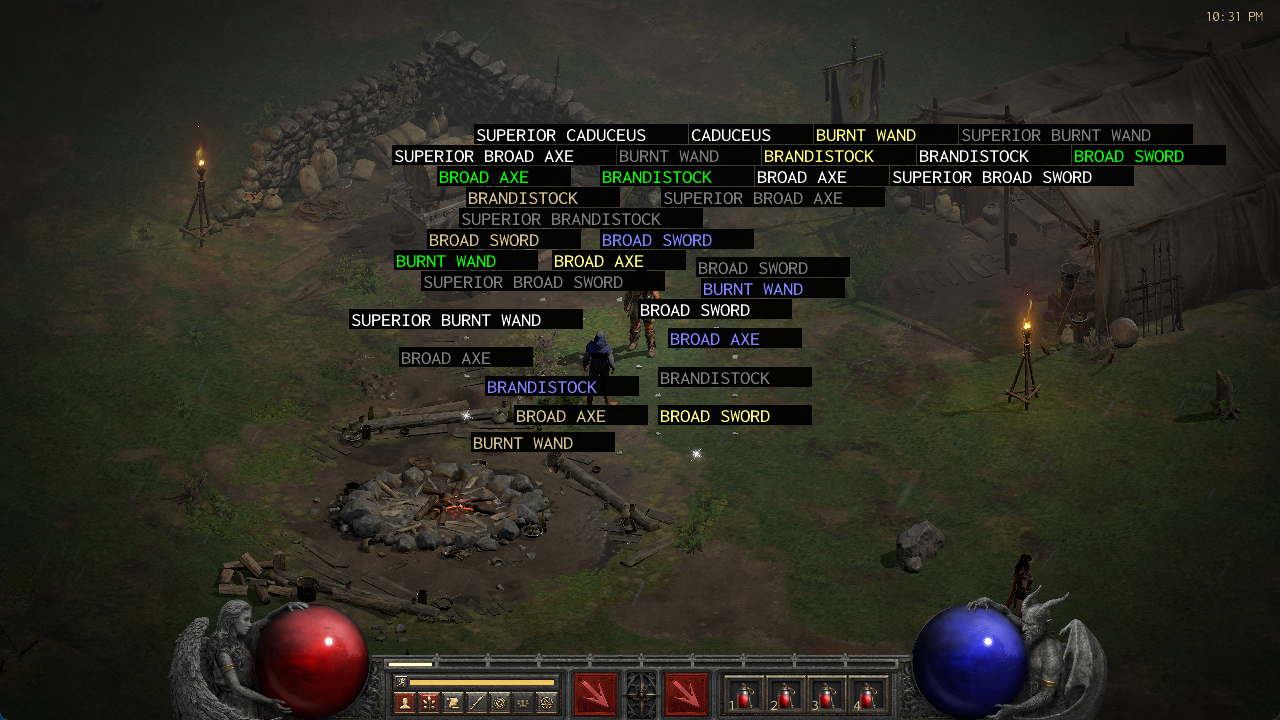 10:31 PM
SUPERIOR CADUCEUS CADUCEUS BURNT WAND SUPERIOR BURNT WAND
SUPERIOR BROAD AXE BURNT WAND BRANDISTOCK BRANDISTOCK BROAD SWORD
BROAD AXE BRANDISTOCK BROAD AXE SUPERIOR BROAD SWORD
BRANDISTOCK SUPERIOR BROAD AXE
SUPERIOR BRANDISTOCK
BROAD SWORD BROAD SWORD
BURNT WAND BROAD AXE BROAD SWORD
SUPERIOR BROAD SWORD BURNT WAND
SUPERIOR BURNT WAND BROAD SWORD
BROAD AXE
BROAD AXE BRANDISTOCK
BRANDISTOCK
BROAD AXE BROAD SWORD
BURNT WAND
1 2 3 4